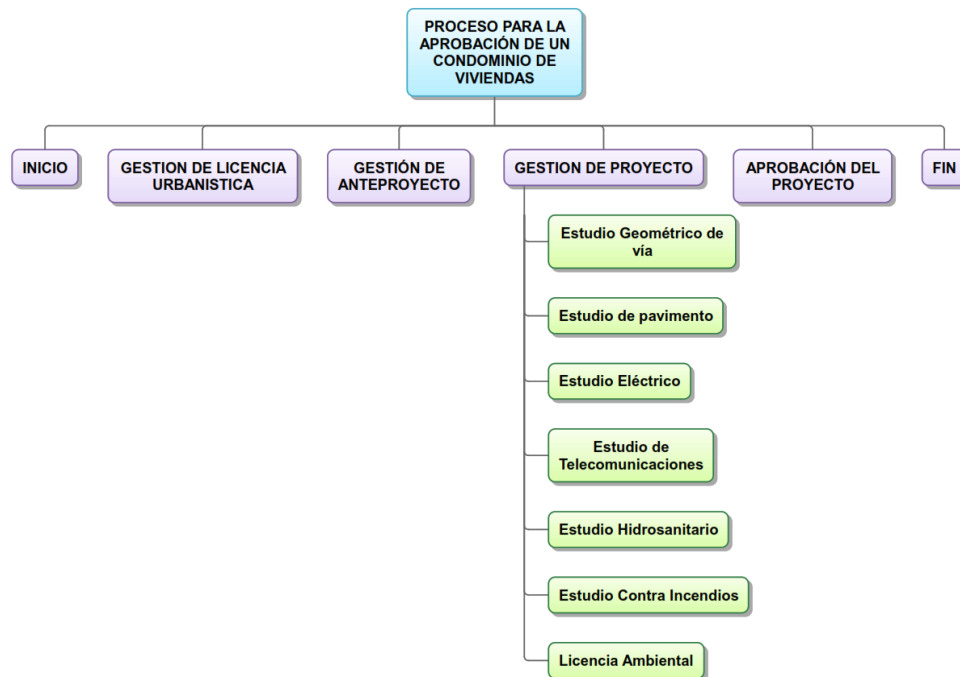 PROCESO PARA LA
APROBACIÓN DE UN
CONDOMINIO DE
VIVIENDAS
INICIO
GESTION DE LICENCIA
URBANISTICA
GESTIÓN DE
ANTEPROYECTO
GESTION DE PROYECTO
APROBACIÓN DEL
PROYECTO
FIN
Estudio Geométrico de
vía
Estudio de pavimento
Estudio Eléctrico
Estudio de
Telecomunicaciones
Estudio Hidrosanitario
Estudio Contra Incendios
Licencia Ambiental